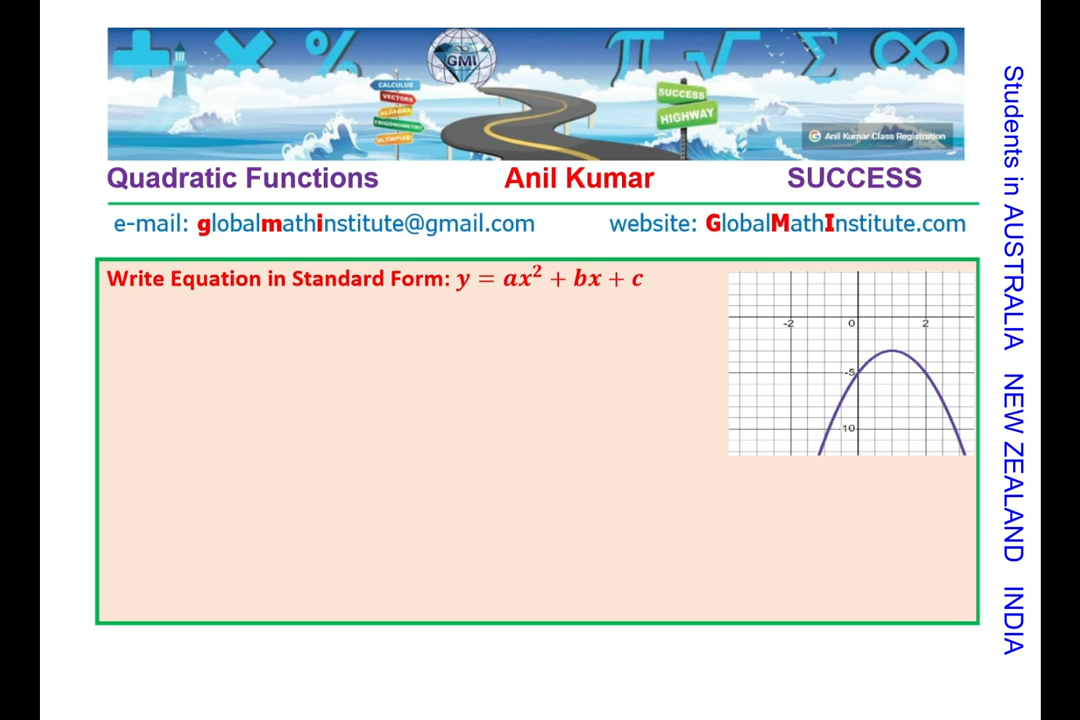 GMI
CALCULUS
VECTORS
ALGEBRA
TRIGONOMETRY
OLYMPIAD
SUCCESS
HIGHWAY
Anil Kumar Class Registration
Quadratic Functions Anil Kumar SUCCESS
e-mail: globalmathinstitute@gmail.com website: GlobalMathInstitute.com
Write Equation in Standard Form: y = ax² + bx + c
-2 0 2
-5
-10
Students in AUSTRALIA NEW ZEALAND INDIA